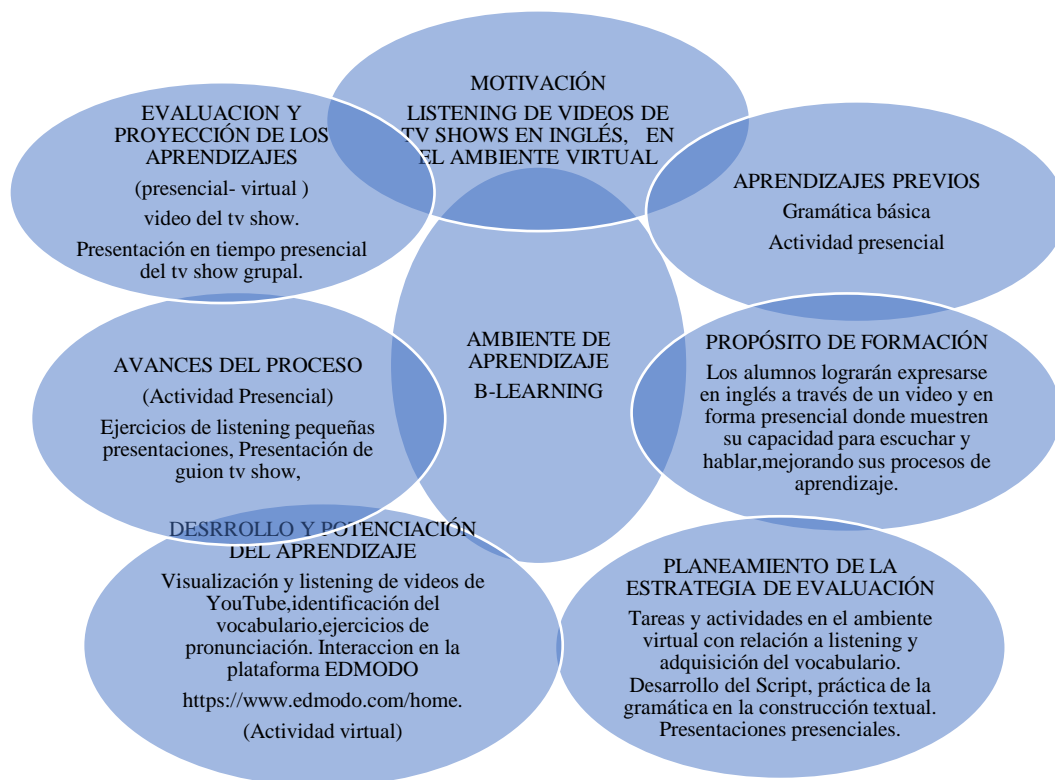 MOTIVACIÓN
LISTENING DE VIDEOS DE
TV SHOWS EN INGLÉS, EN
EL AMBIENTE VIRTUAL
APRENDIZAJES PREVIOS
Gramática básica
Actividad presencial
PROPÓSITO DE FORMACIÓN
Los alumnos lograrán expresarse
en inglés a través de un video y en
forma presencial donde muestren
su capacidad para escuchar y
hablar,mejorando sus procesos de
aprendizaje.
PLANEAMIENTO DE LA
ESTRATEGIA DE EVALUACIÓN
Tareas y actividades en el ambiente
virtual con relación a listening y
adquisición del vocabulario.
Desarrollo del Script, práctica de la
gramática en la construcción textual.
Presentaciones presenciales.
DESRROLLO Y POTENCIACIÓN
DEL APRENDIZAJE
Visualización y listening de videos de
YouTube,identificación del
vocabulario,ejercicios de
pronunciación. Interaccion en la
plataforma EDMODO
https://www.edmodo.com/home.
(Actividad virtual)
AVANCES DEL PROCESO
(Actividad Presencial)
Ejercicios de listening pequeñas
presentaciones, Presentación de
guion tv show,
EVALUACION Y
PROYECCIÓN DE LOS
APRENDIZAJES
(presencial- virtual )
video del tv show.
Presentación en tiempo presencial
del tv show grupal.
AMBIENTE DE
APRENDIZAJE
B-LEARNING